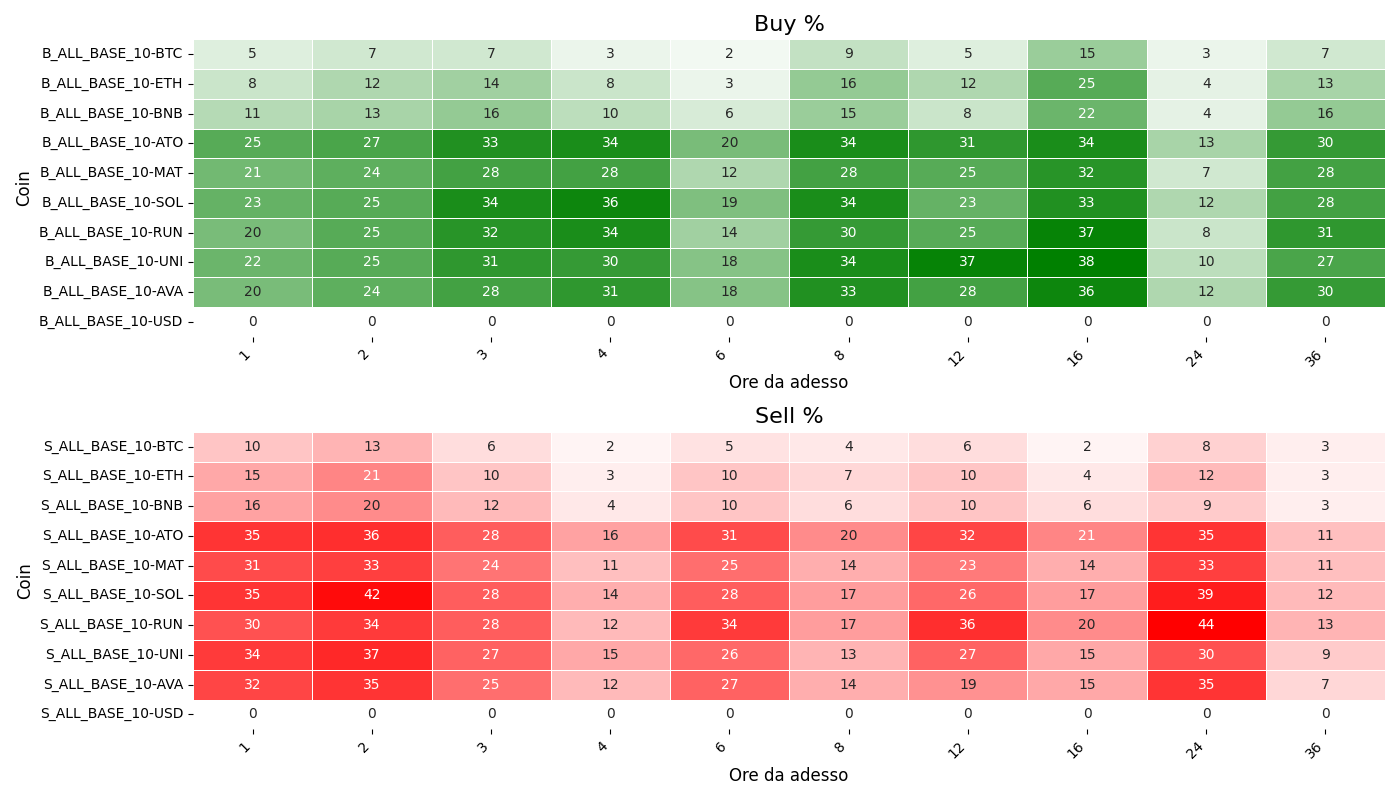 Buy %
Coin
B_ALL_BASE_10-BTC 5 7 7 3 2 9 5 15 3 7
B_ALL_BASE_10-ETH 8 12 14 8 3 16 12 25 4 13
B_ALL_BASE_10-BNB 11 13 16 10 6 15 8 22 4 16
B_ALL_BASE_10-ATO 25 27 33 34 20 34 31 34 13 30
B_ALL_BASE_10-MAT 21 24 28 28 12 28 25 32 7 28
B_ALL_BASE_10-SOL 23 25 34 36 19 34 23 33 12 28
B_ALL_BASE_10-RUN 20 25 32 34 14 30 25 37 8 31
B_ALL_BASE_10-UNI 22 25 31 30 18 34 37 38 10 27
B_ALL_BASE_10-AVA 20 24 28 31 18 33 28 36 12 30
B_ALL_BASE_10-USD 0 0 0 0 0 0 0 0 0 0
1 2 3 4 6 8 12 16 24 36
Ore da adesso
Sell %
Coin
S_ALL_BASE_10-BTC 10 13 6 2 5 4 6 2 8 3
S_ALL_BASE_10-ETH 15 21 10 3 10 7 10 4 12 3
S_ALL_BASE_10-BNB 16 20 12 4 10 6 10 6 9 3
S_ALL_BASE_10-ATO 35 36 28 16 31 20 32 21 35 11
S_ALL_BASE_10-MAT 31 33 24 11 25 14 23 14 33 11
S_ALL_BASE_10-SOL 35 42 28 14 28 17 26 17 39 12
S_ALL_BASE_10-RUN 30 34 28 12 34 17 36 20 44 13
S_ALL_BASE_10-UNI 34 37 27 15 26 13 27 15 30 9
S_ALL_BASE_10-AVA 32 35 25 12 27 14 19 15 35 7
S_ALL_BASE_10-USD 0 0 0 0 0 0 0 0 0 0
1 2 3 4 6 8 12 16 24 36
Ore da adesso